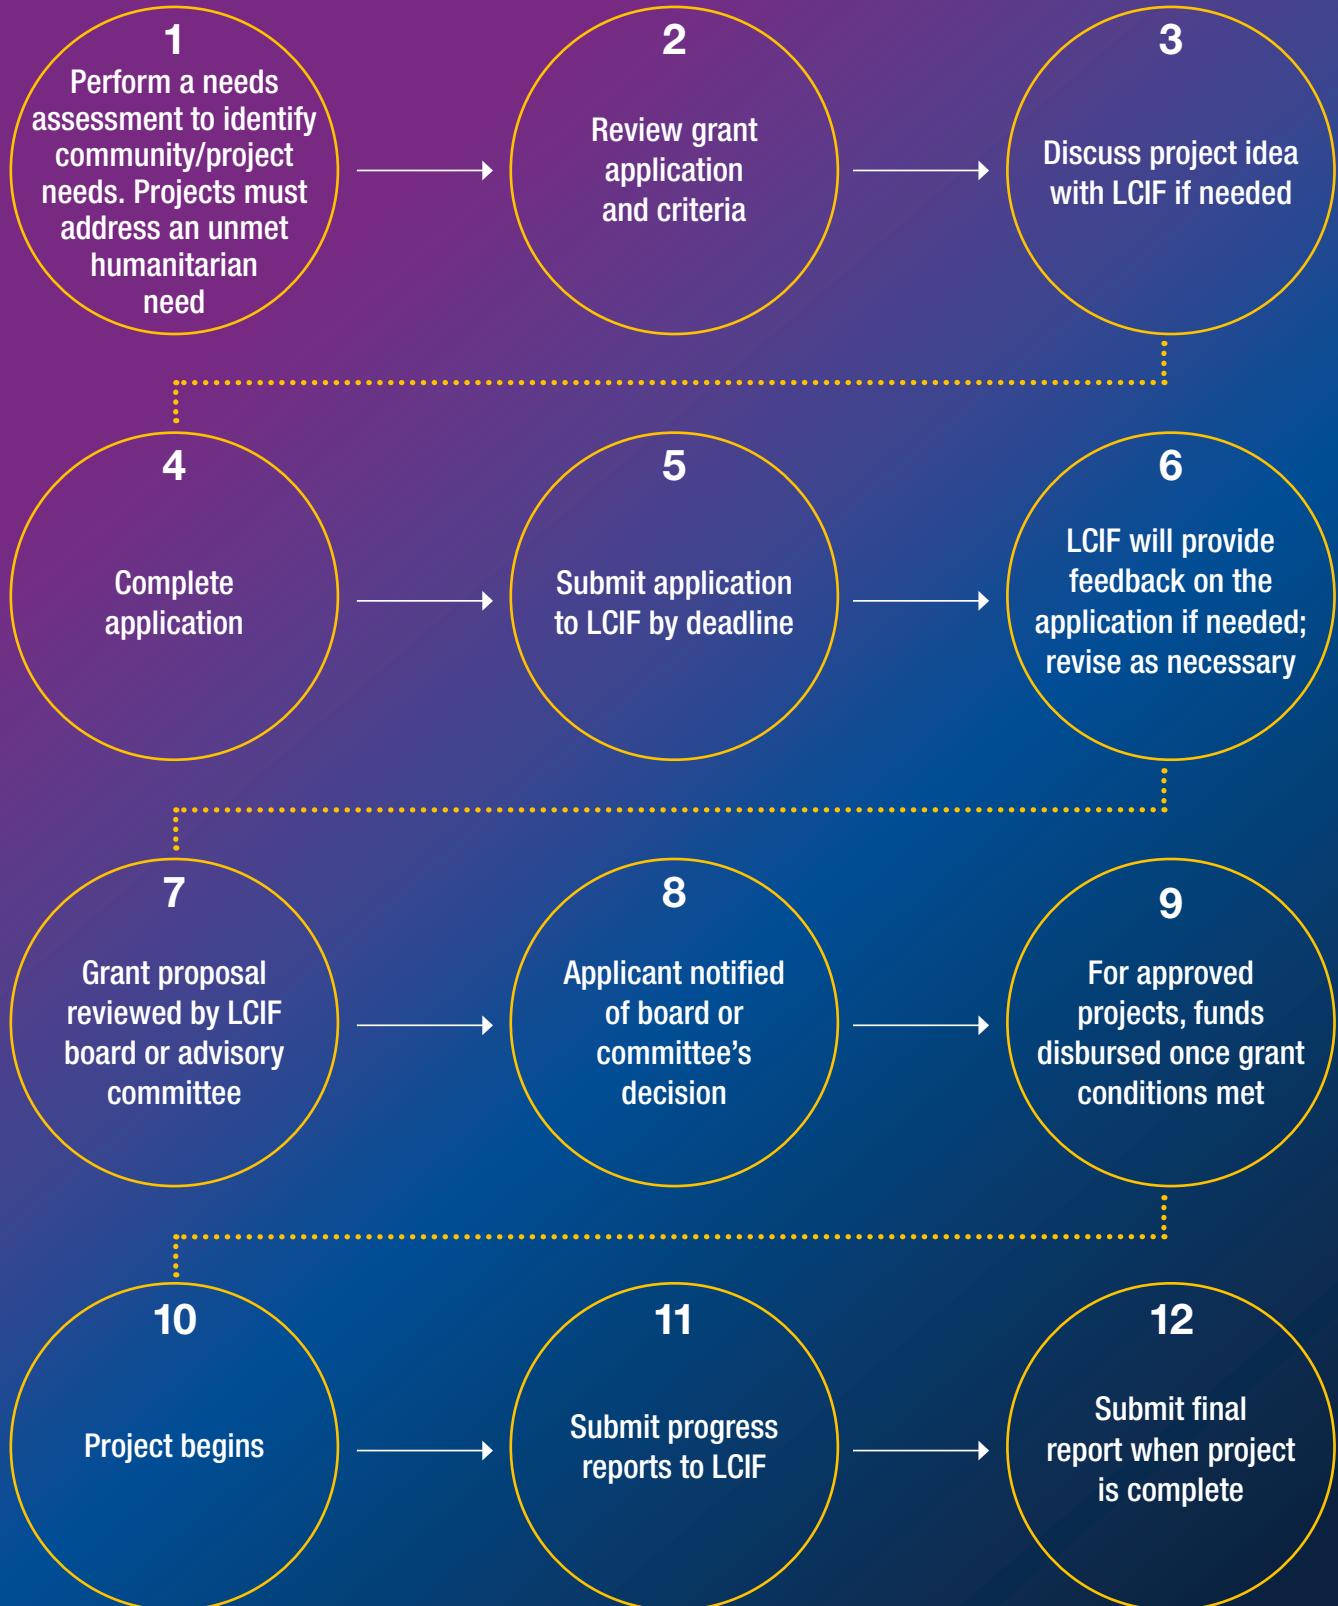 1
Perform a needs
assessment to identify
community/project
needs. Projects must
address an unmet
humanitarian
need
2
Review grant
application
and criteria
3
Discuss project idea
with LCIF if needed
4
Complete
application
5
Submit application
to LCIF by deadline
6
LCIF will provide
feedback on the
application if needed;
revise as necessary
7
Grant proposal
reviewed by LCIF
board or advisory
committee
8
Applicant notified
of board or
committee’s
decision
9
For approved
projects, funds
disbursed once grant
conditions met
10
Project begins
11
Submit progress
reports to LCIF
12
Submit final
report when project
is complete